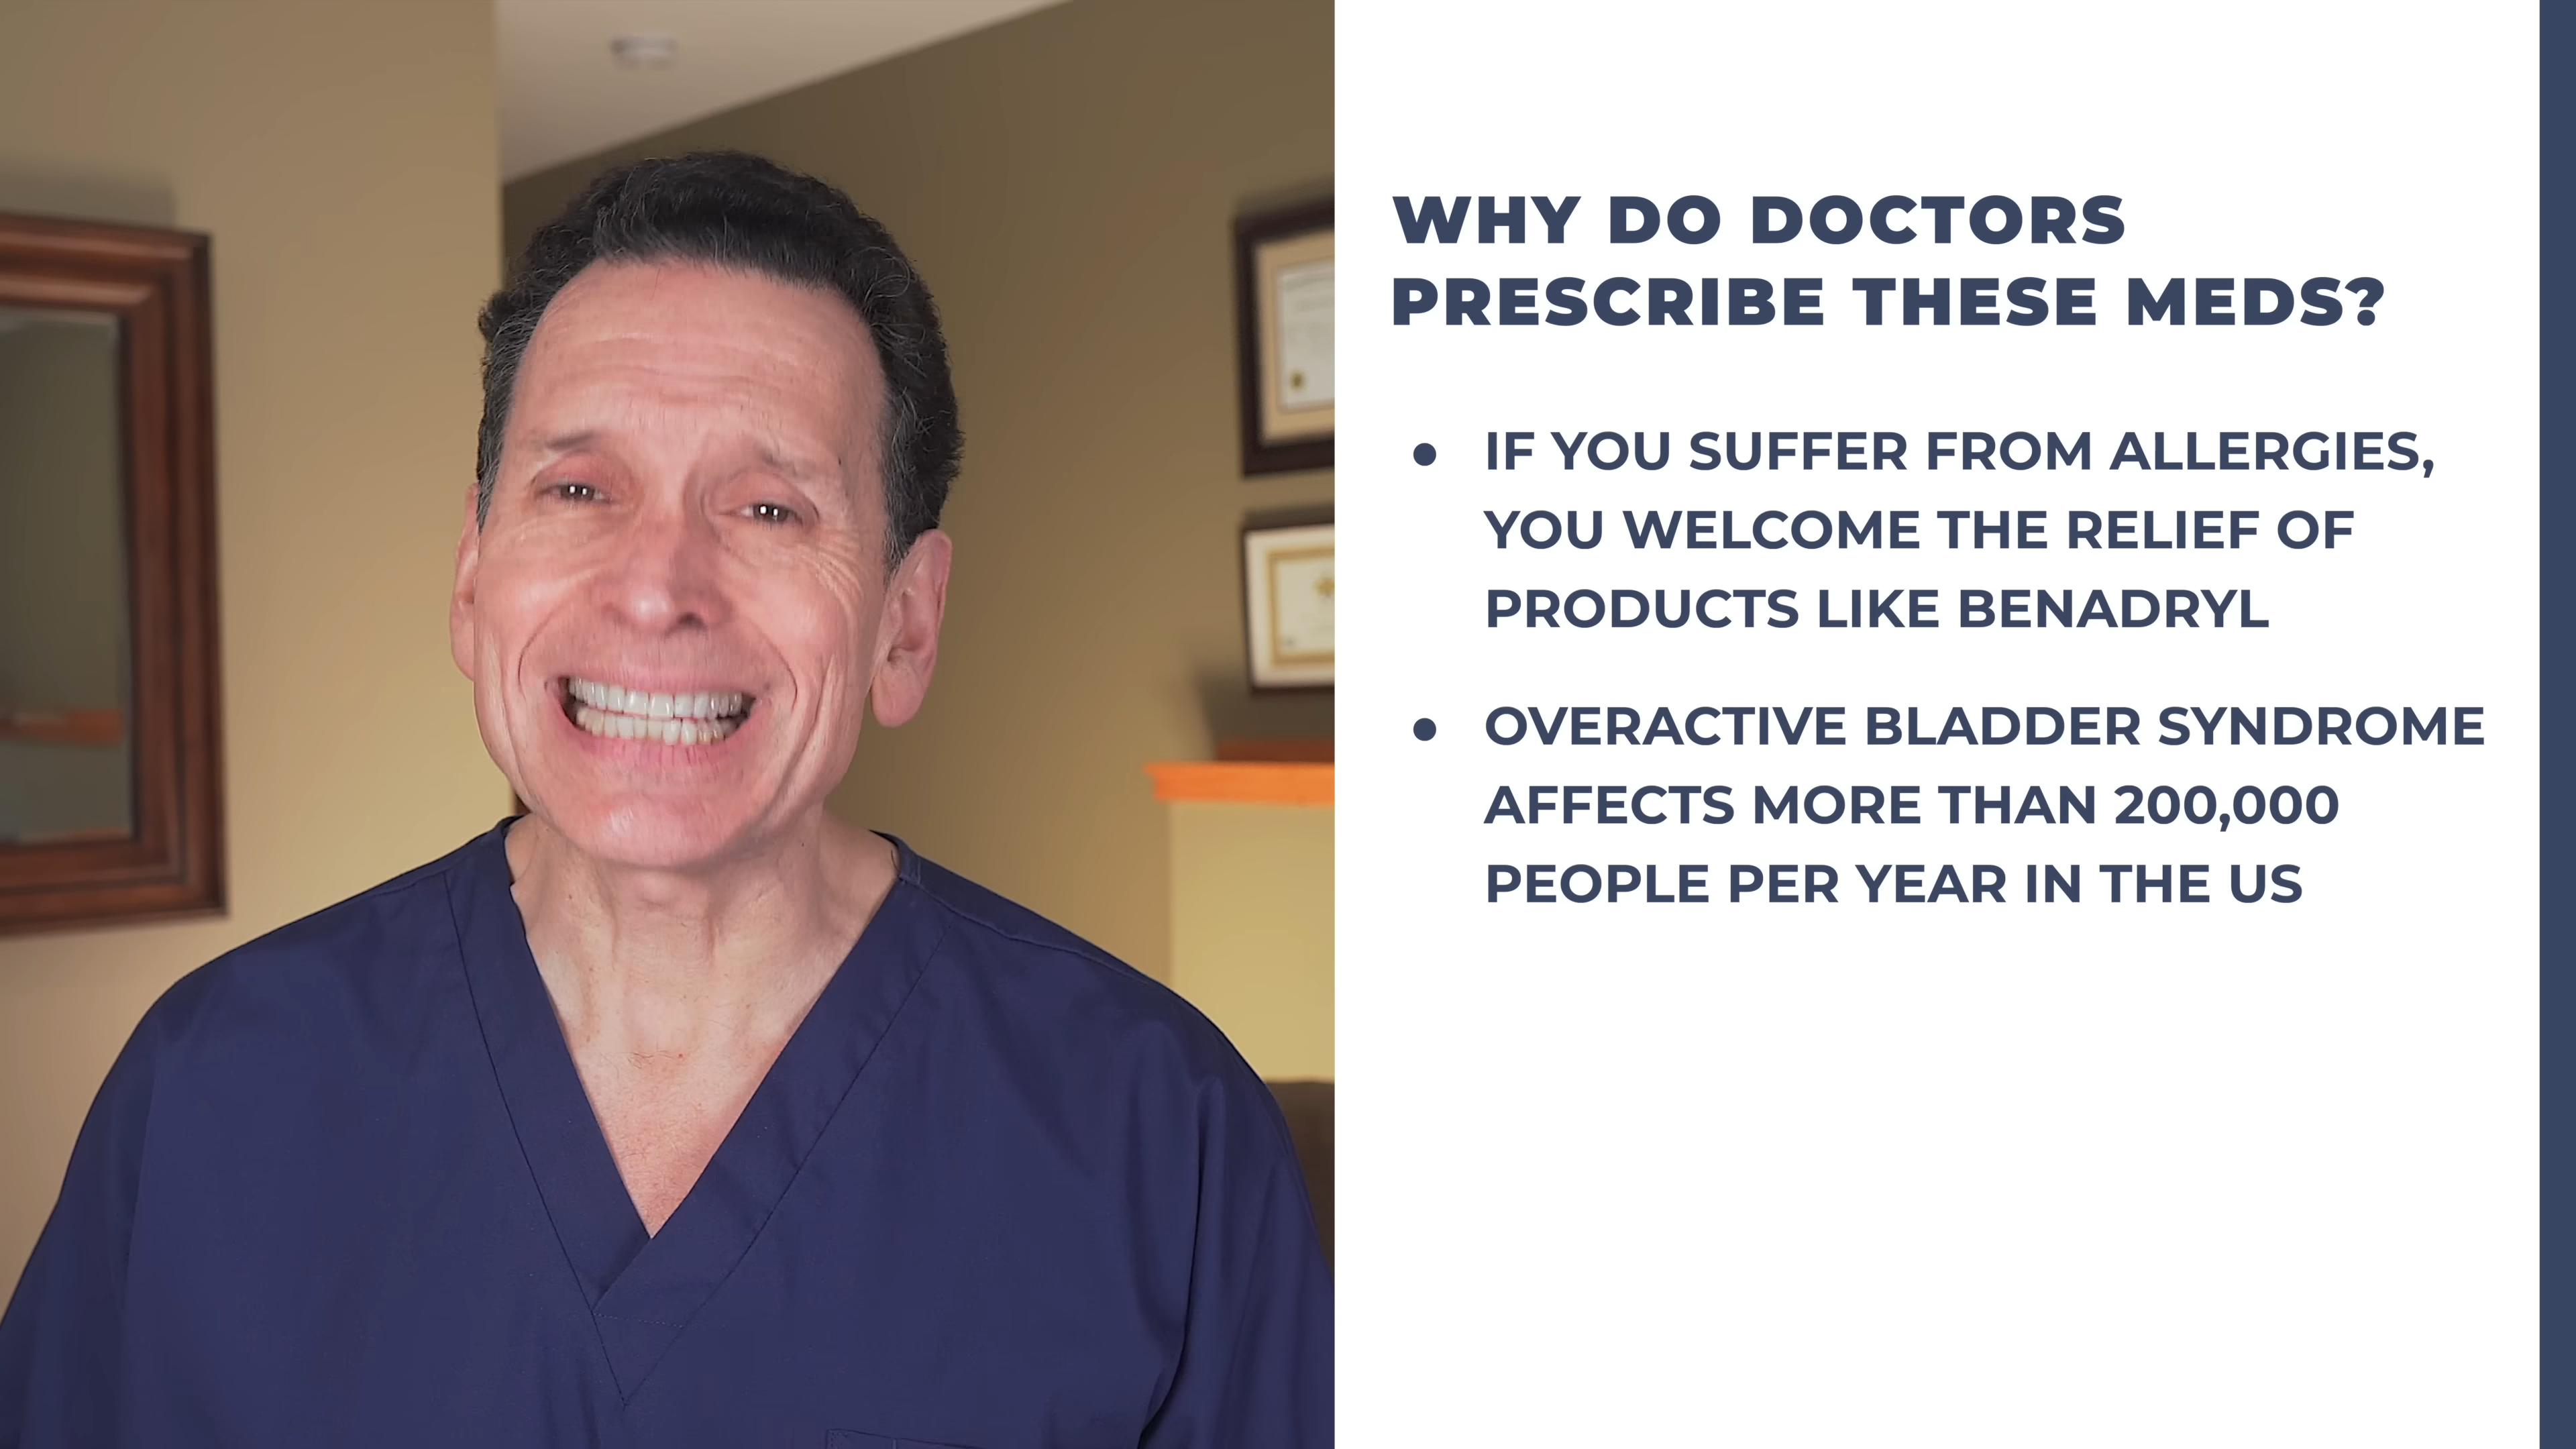 WHY DO DOCTORS
PRESCRIBE THESE MEDS?
• IF YOU SUFFER FROM ALLERGIES,
YOU WELCOME THE RELIEF OF
PRODUCTS LIKE BENADRYL
• OVERACTIVE BLADDER SYNDROME
AFFECTS MORE THAN 200,000
PEOPLE PER YEAR IN THE US